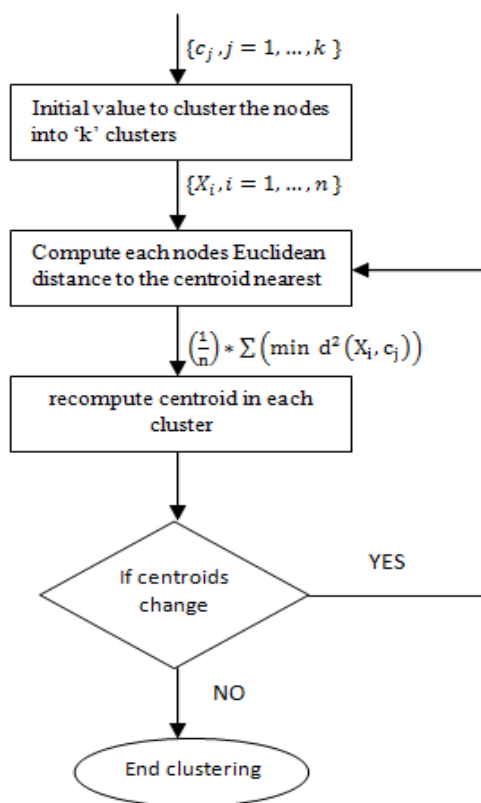 {c_j, j = 1, ..., k }
Initial value to cluster the nodes
into ‘k’ clusters
{X_i, i = 1, ..., n }
Compute each nodes Euclidean
distance to the centroid nearest
(1/n) * ∑ (min d² (X_i, c_j))
recompute centroid in each
cluster
If centroids
change
YES
NO
End clustering